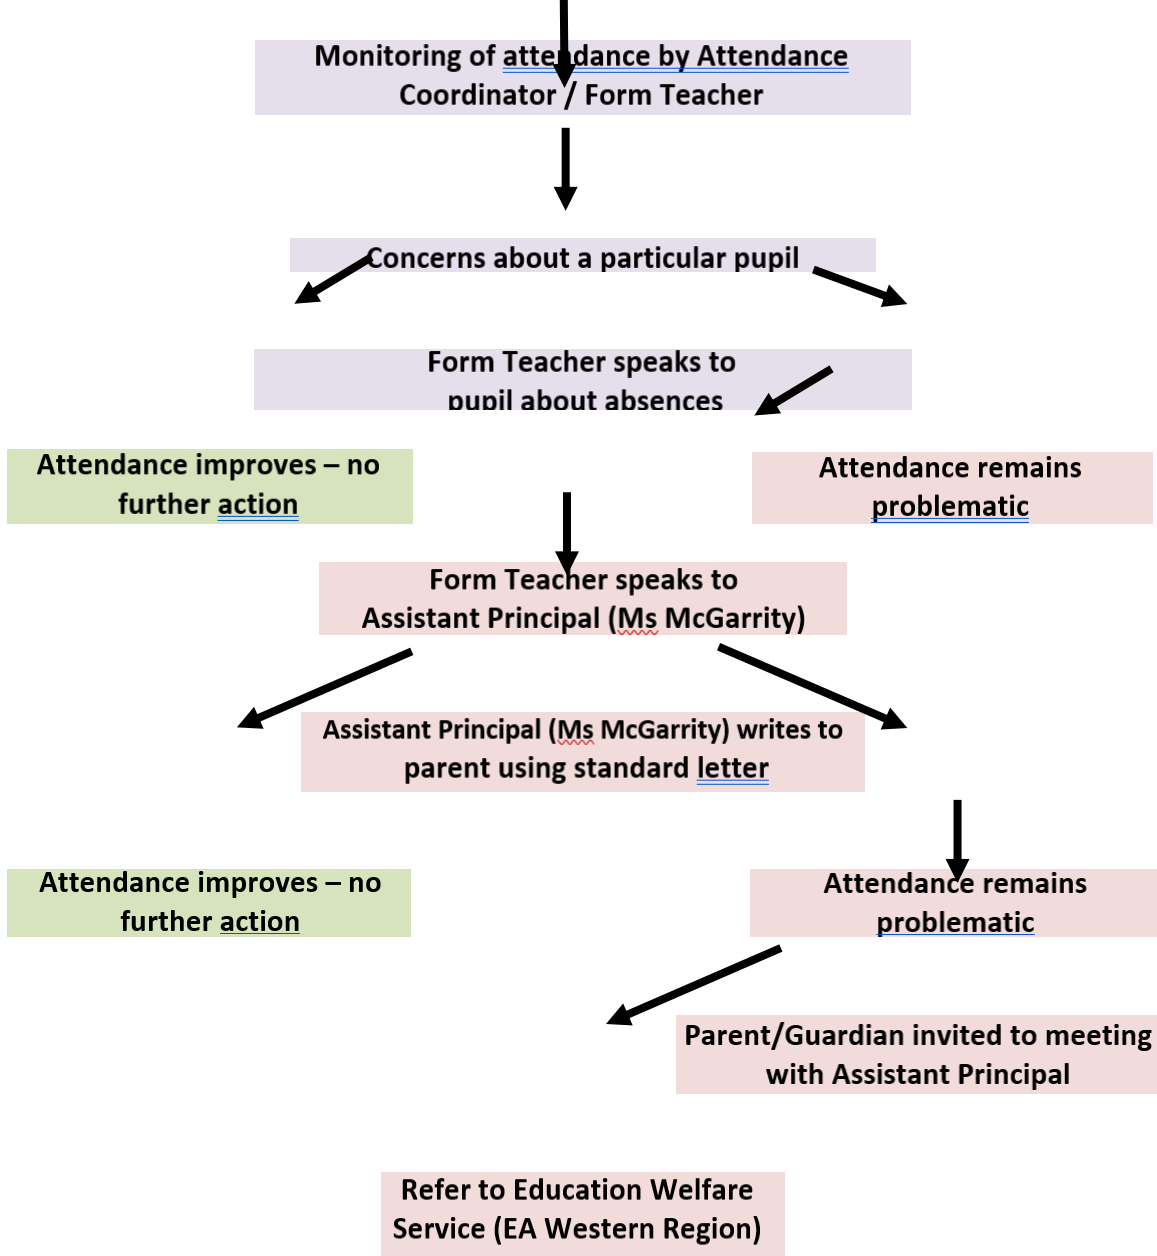 Monitoring of attendance by Attendance
Coordinator / Form Teacher
Concerns about a particular pupil
Form Teacher speaks to
pupil about absences
Attendance improves – no
further action
Attendance remains
problematic
Form Teacher speaks to
Assistant Principal (Ms McGarrity)
Assistant Principal (Ms McGarrity) writes to
parent using standard letter
Attendance improves – no
further action
Attendance remains
problematic
Parent/Guardian invited to meeting
with Assistant Principal
Refer to Education Welfare
Service (EA Western Region)